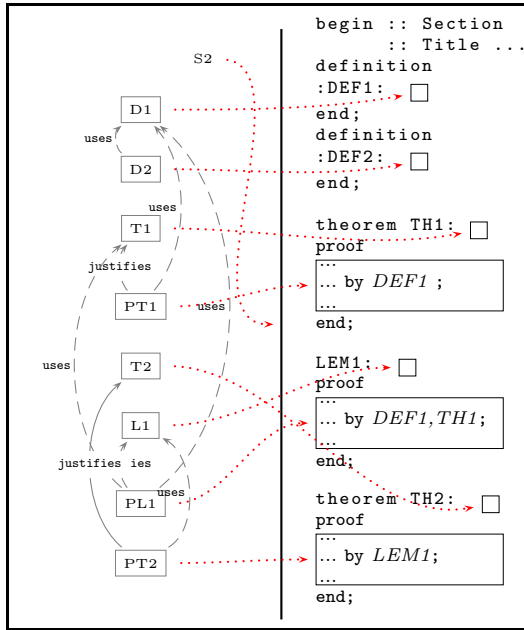 S2
D1
uses
D2
uses
T1
justifies
PT1
uses
T2
uses
L1
justifies ies
uses
PL1
PT2
begin :: Section
:: Title ...
definition
:DEF1:
end;
definition
:DEF2:
end;
theorem TH1:
proof
...
... by DEF1 ;
...
end;
LEM1:
proof
...
... by DEF1,TH1;
...
end;
theorem TH2:
proof
...
... by LEM1;
...
end;